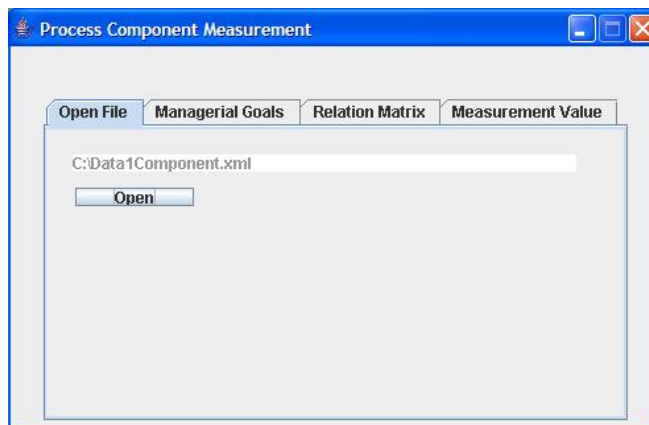 Process Component Measurement
Open File Managerial Goals Relation Matrix Measurement Value
C:\Data1Component.xml
Open